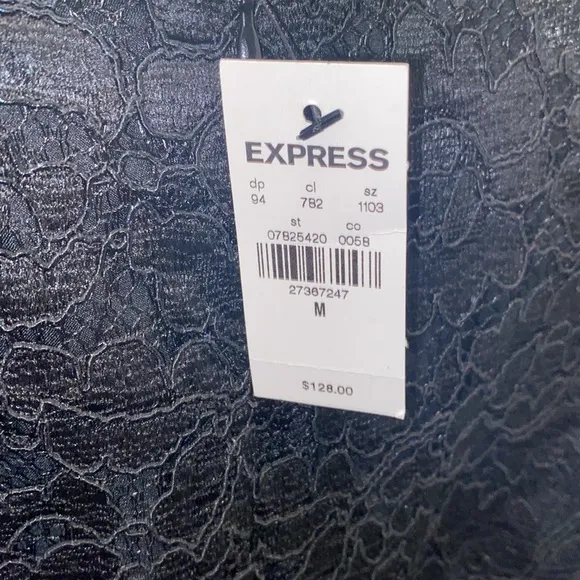 EXPRESS
dp cl sz
94 782 1103
st co
07825420 0058
27367247
M
$128.00